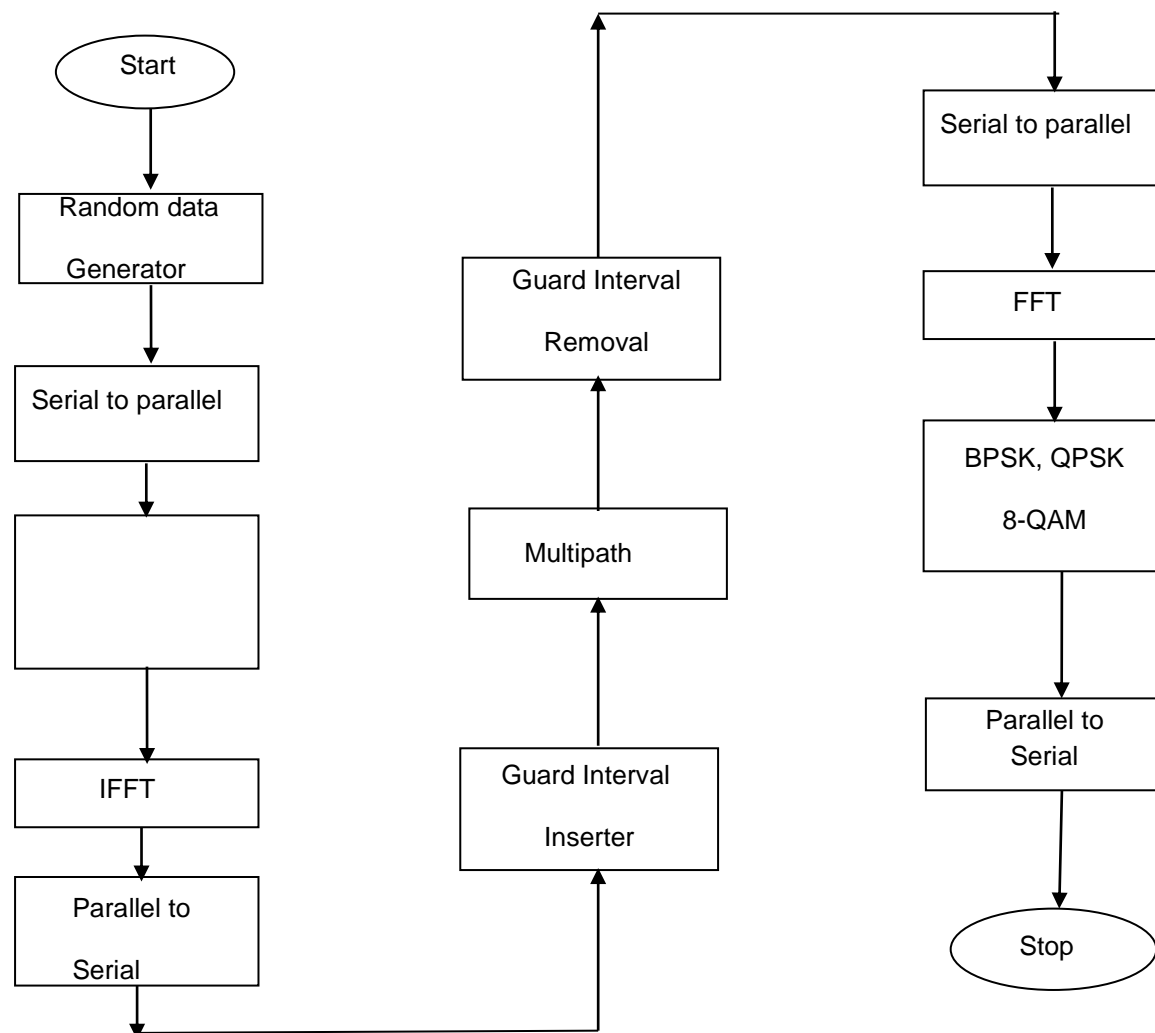 Start
Random data
Generator
Serial to parallel
IFFT
Parallel to
Serial
Guard Interval
Inserter
Multipath
Guard Interval
Removal
Serial to parallel
FFT
BPSK, QPSK
8-QAM
Parallel to
Serial
Stop